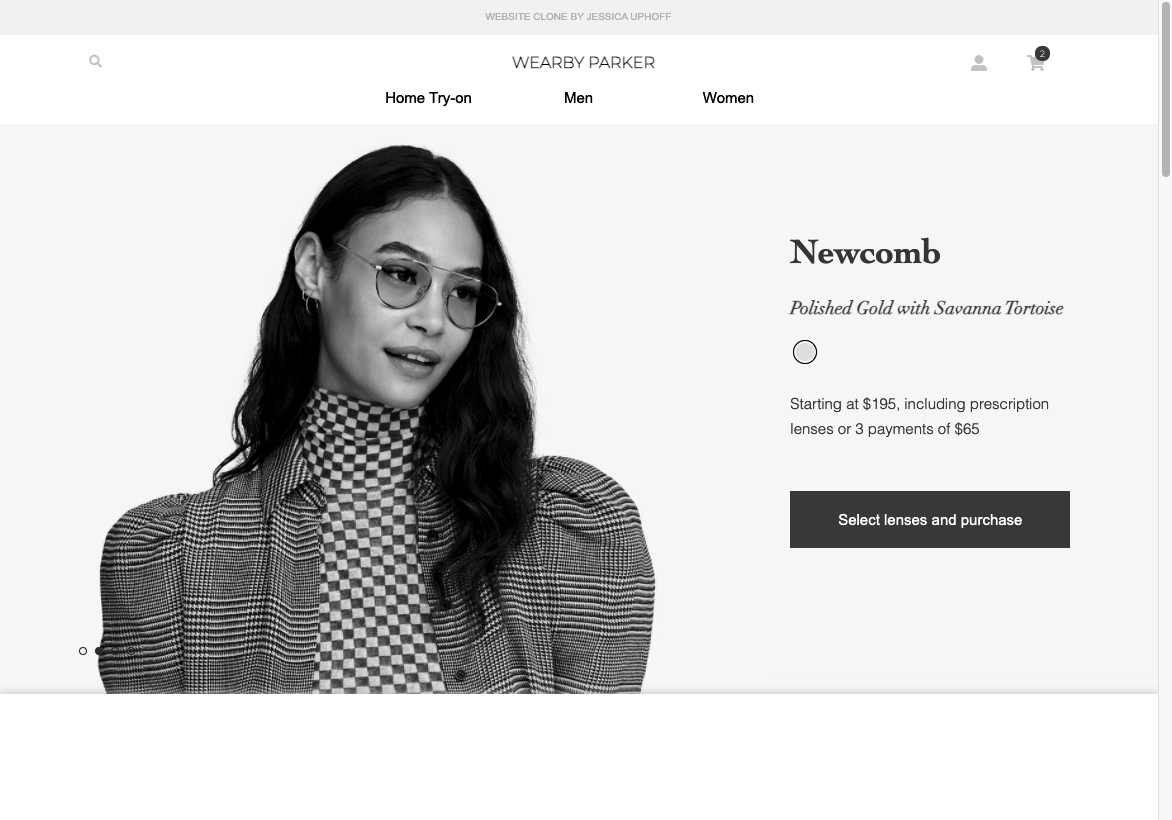 WEBSITE CLONE BY JESSICA UPHOFF
WEARBY PARKER
2
Home Try-on
Men
Women
Newcomb
Polished Gold with Savanna Tortoise
Starting at $195, including prescription
lenses or 3 payments of $65
Select lenses and purchase